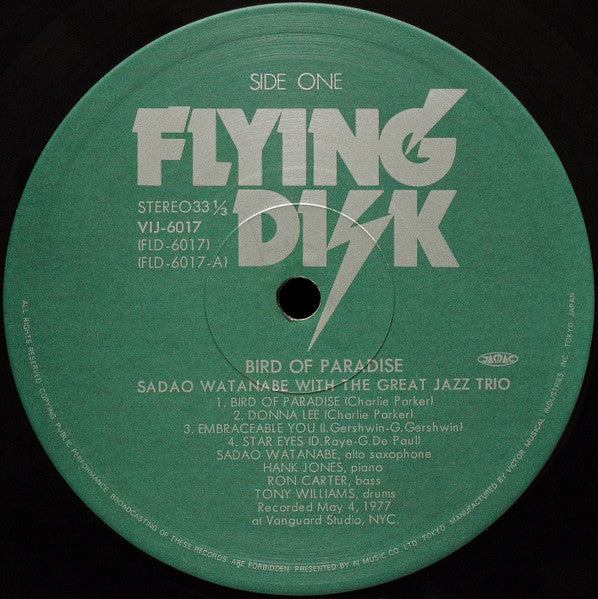 SIDE ONE
FLYING
DISK
STEREO33 1/3
VIJ-6017
(FLD-6017)
(FLD-6017-A)
BIRD OF PARADISE
JASRAC
SADAO WATANABE WITH THE GREAT JAZZ TRIO
1. BIRD OF PARADISE (Charlie Parker)
2. DONNA LEE (Charlie Parker)
3. EMBRACEABLE YOU (I.Gershwin-G.Gershwin)
4. STAR EYES (D.Raye-G.De Paul)
SADAO WATANABE, alto saxophone
HANK JONES, piano
RON CARTER, bass
TONY WILLIAMS, drums
Recorded May 4, 1977
at Vanguard Studio, NYC.
ALL RIGHTS RESERVED. COPYING, PUBLIC PERFORMANCE, BROADCASTING OF THESE RECORDS ARE FORBIDDEN. PRESENTED BY AI MUSIC CO. LTD. TOKYO. MANUFACTURED BY VICTOR MUSICAL INDUSTRIES INC. TOKYO, JAPAN